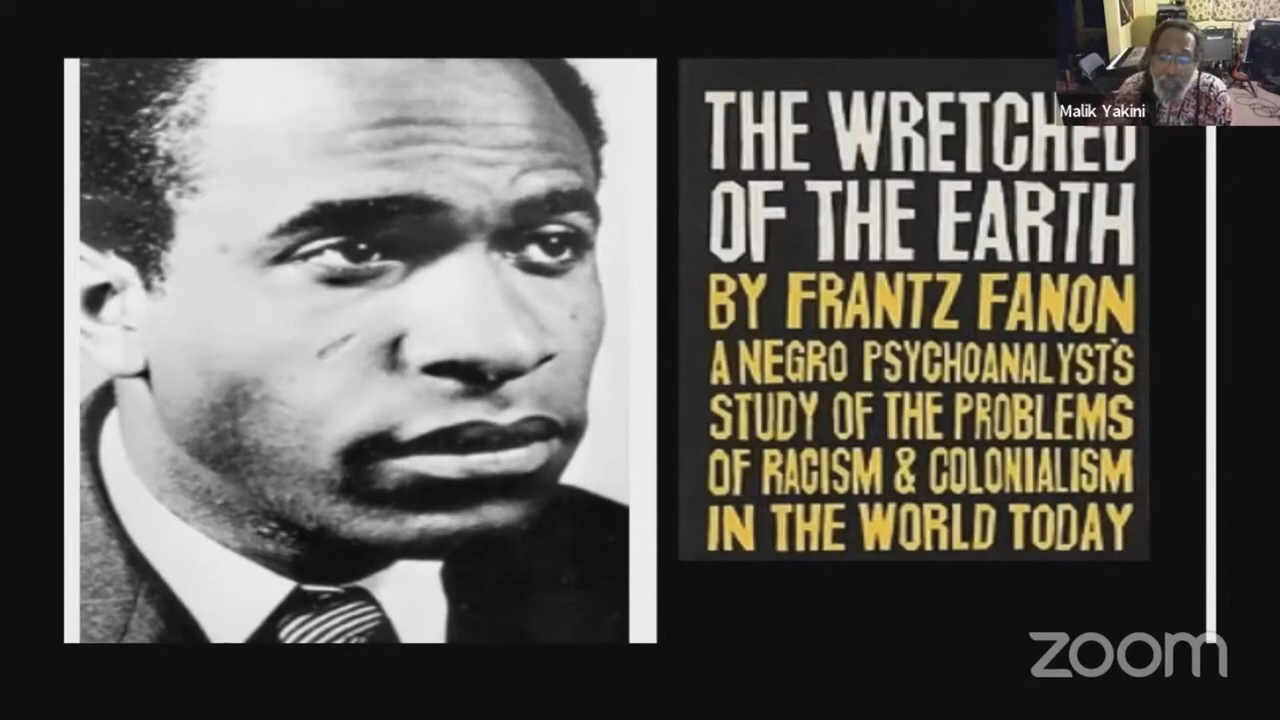 Malik Yakini
THE WRETCHED
OF THE EARTH
BY FRANTZ FANON
A NEGRO PSYCHOANALYST'S
STUDY OF THE PROBLEMS
OF RACISM & COLONIALISM
IN THE WORLD TODAY
zoom